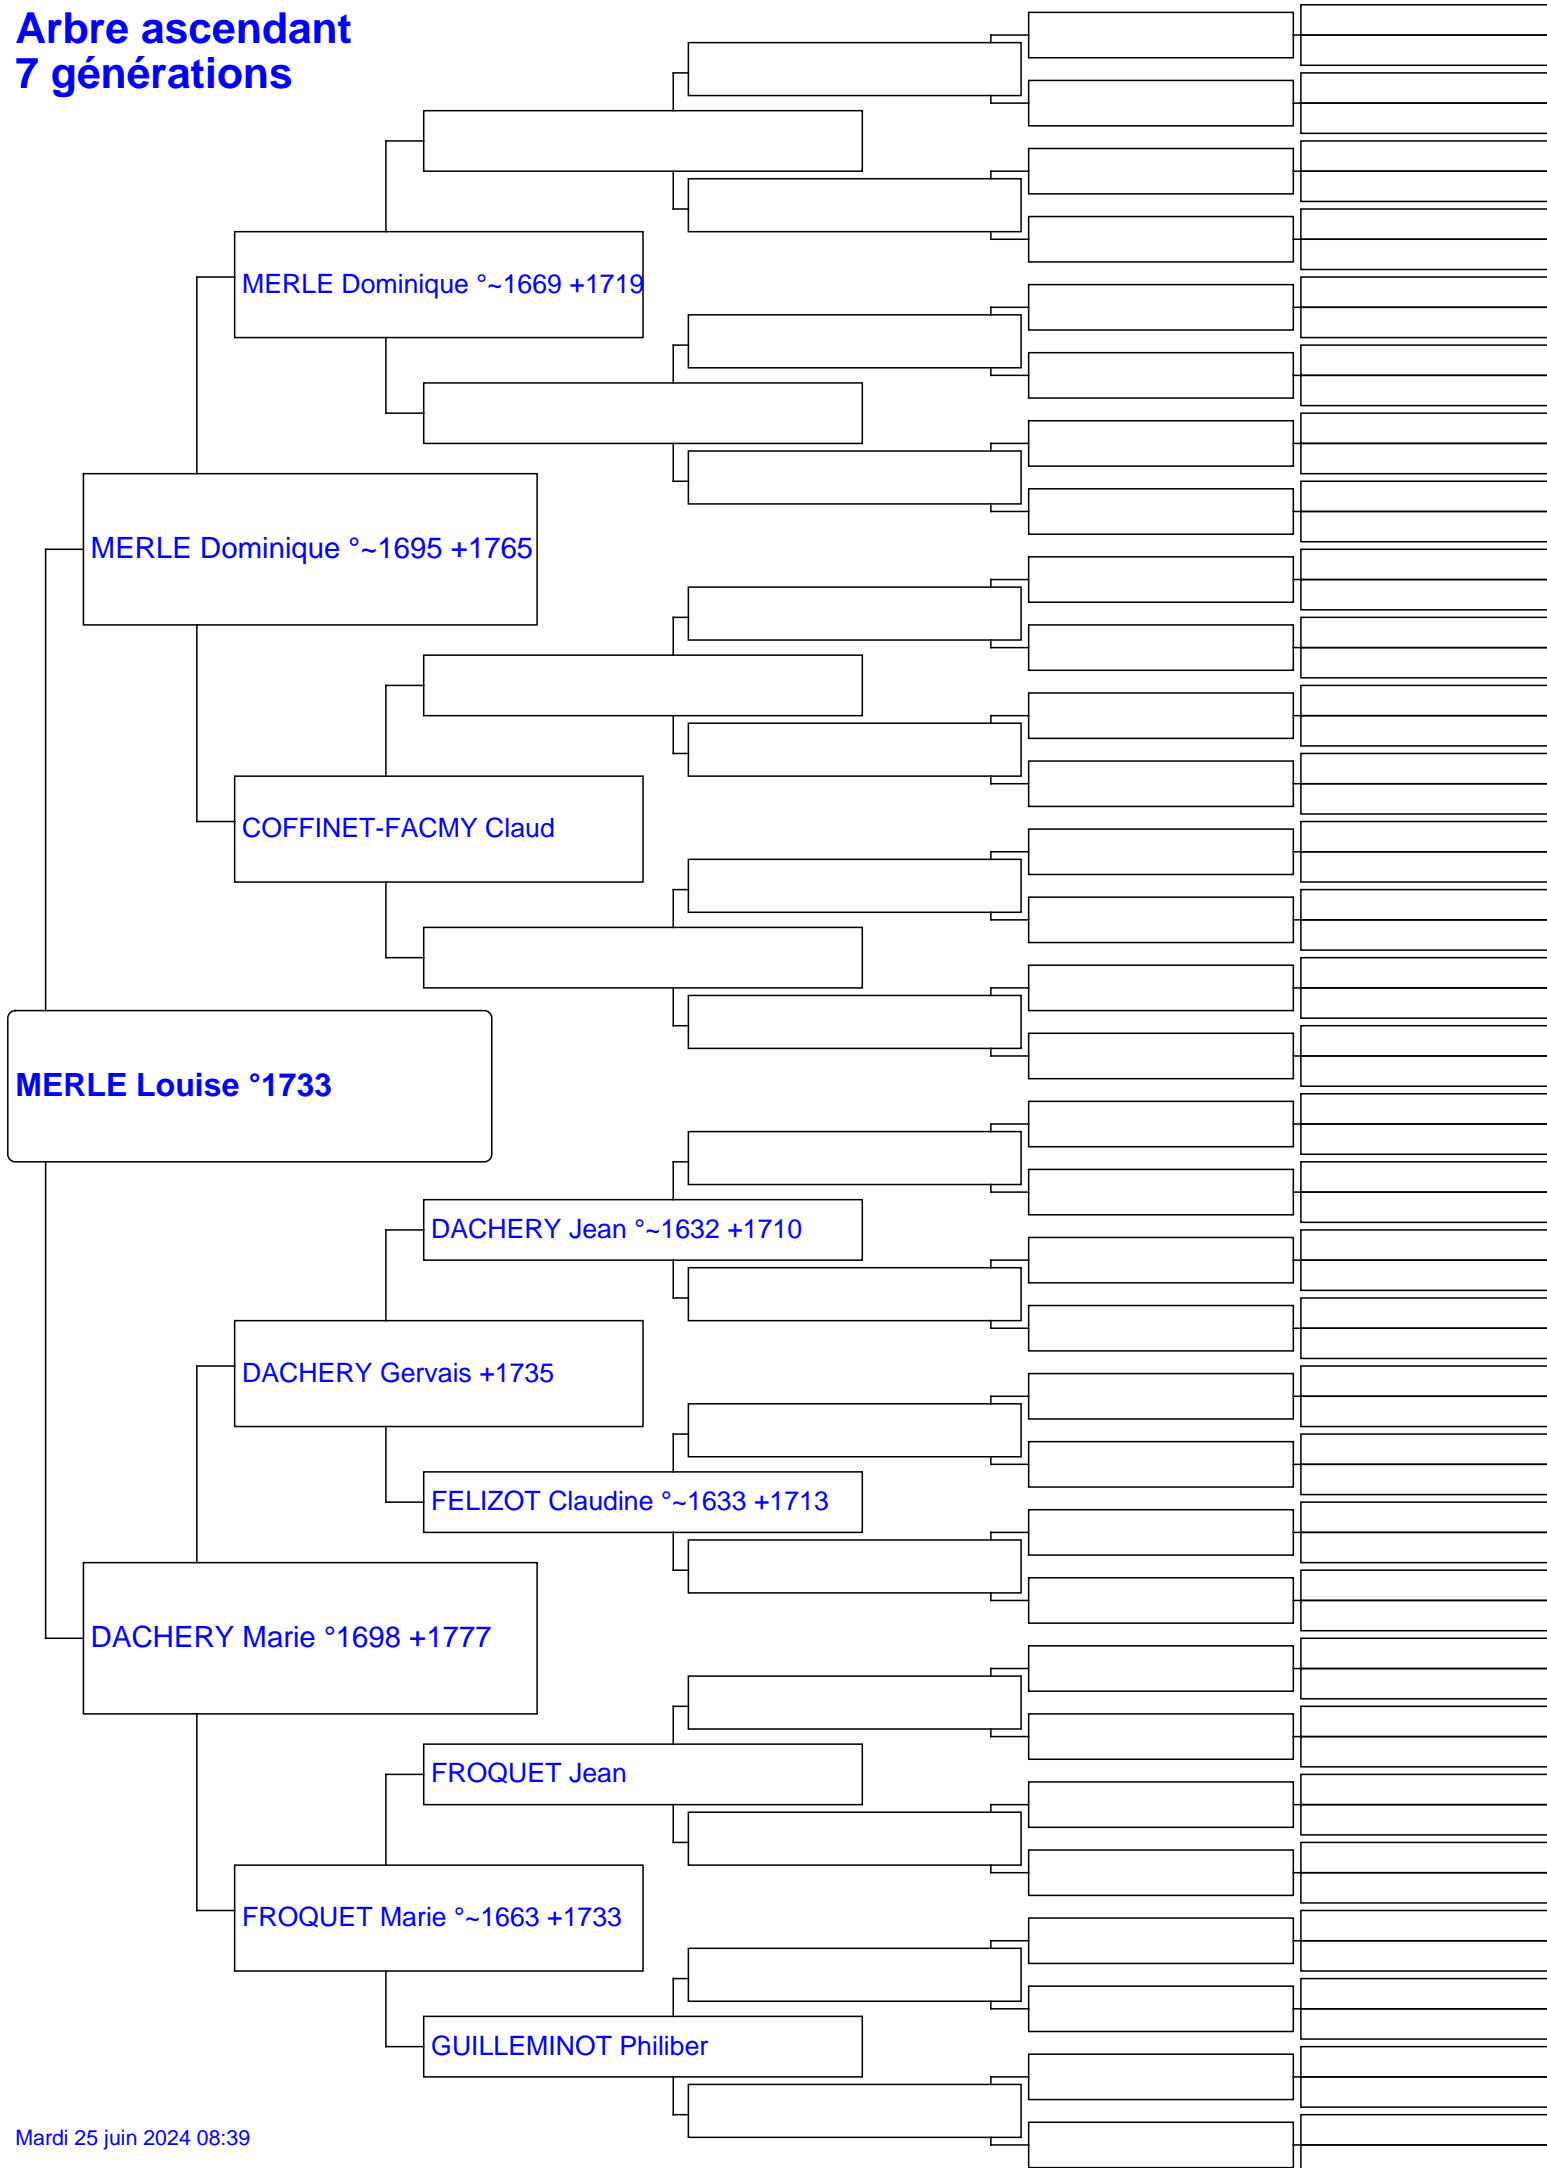 Arbre ascendant
7 générations
MERLE Dominique °~1669 +1719
MERLE Dominique °~1695 +1765
COFFINET-FACMY Claud
MERLE Louise °1733
DACHERY Jean °~1632 +1710
DACHERY Gervais +1735
FELIZOT Claudine °~1633 +1713
DACHERY Marie °1698 +1777
FROQUET Jean
FROQUET Marie °~1663 +1733
GUILLEMINOT Philiber
Mardi 25 juin 2024 08:39